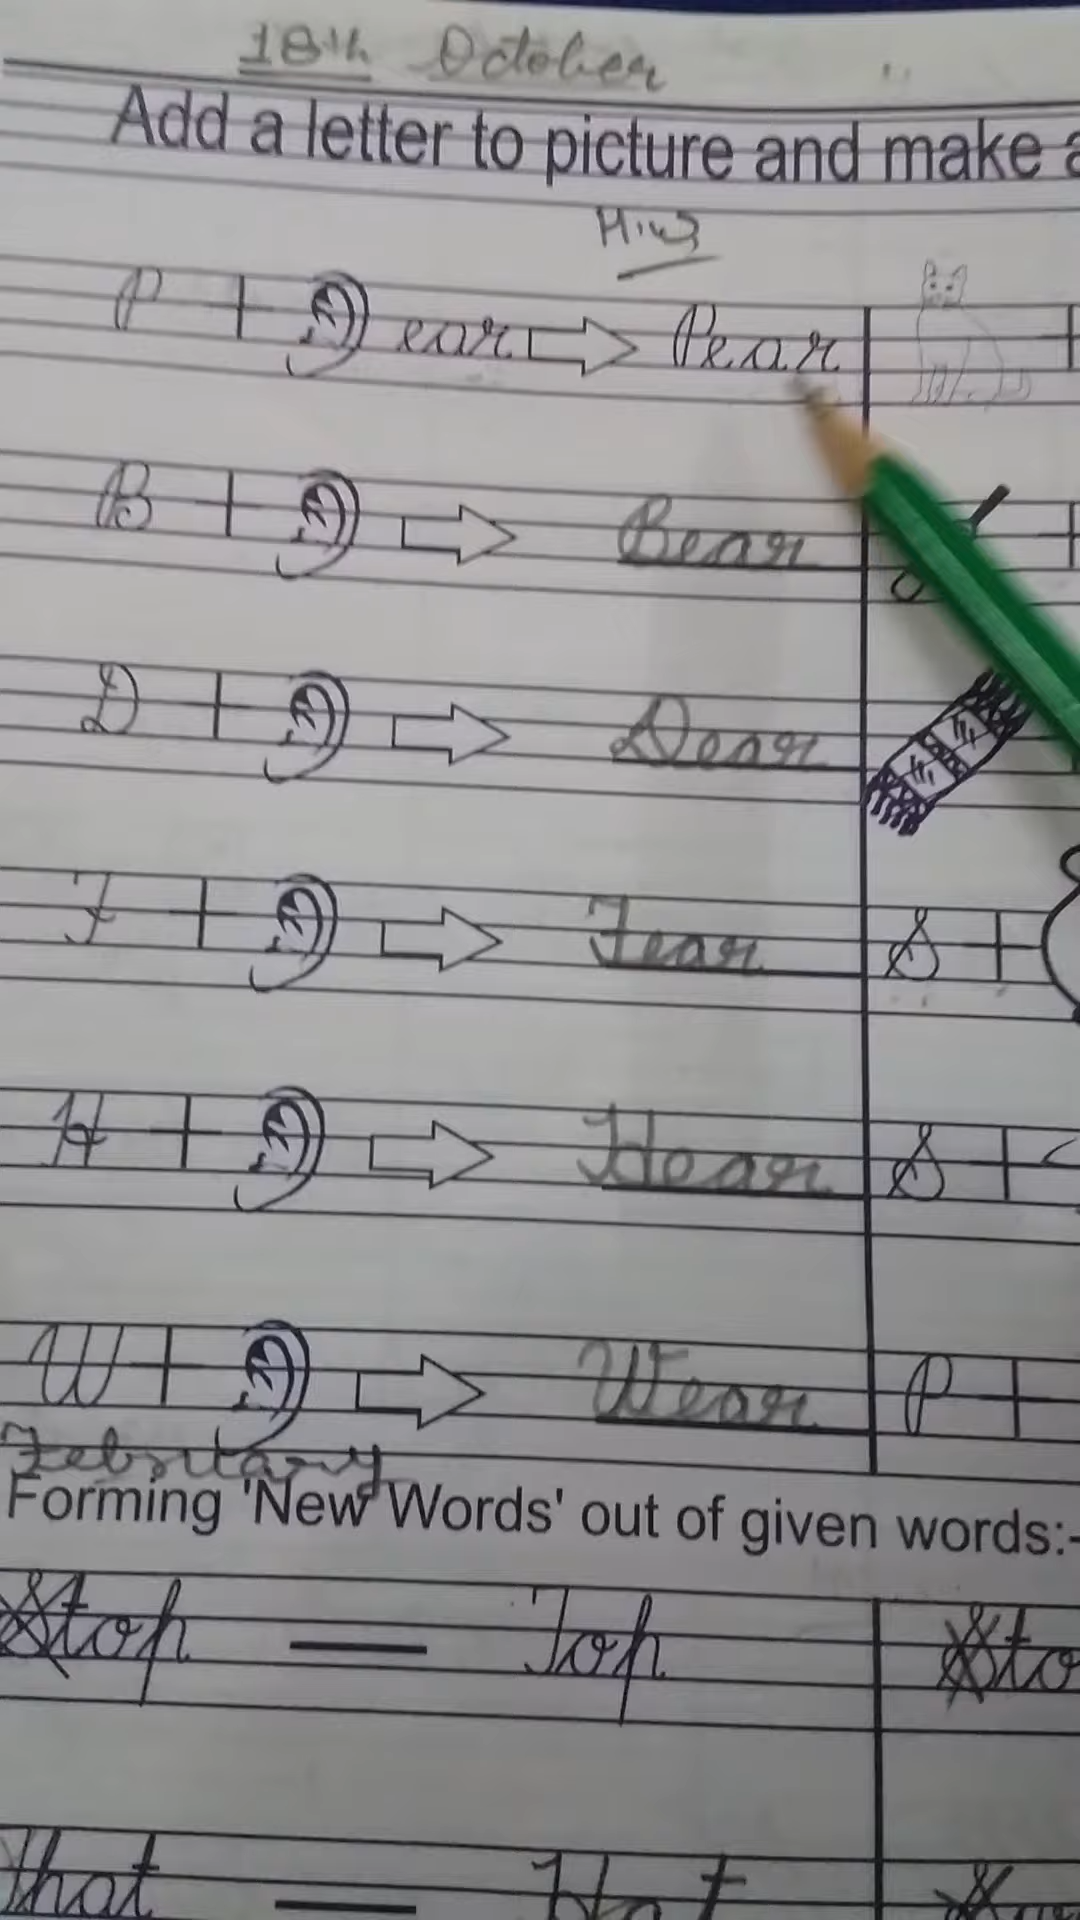 18th October
Add a letter to picture and make a
H.W
P + ear Pear
B + Bear
D + Dear
F + Fear
S +
H + Hear
S +
W + Wear
P +
February
Forming 'New Words' out of given words:-
Stop — Top
Sto
that — Hat